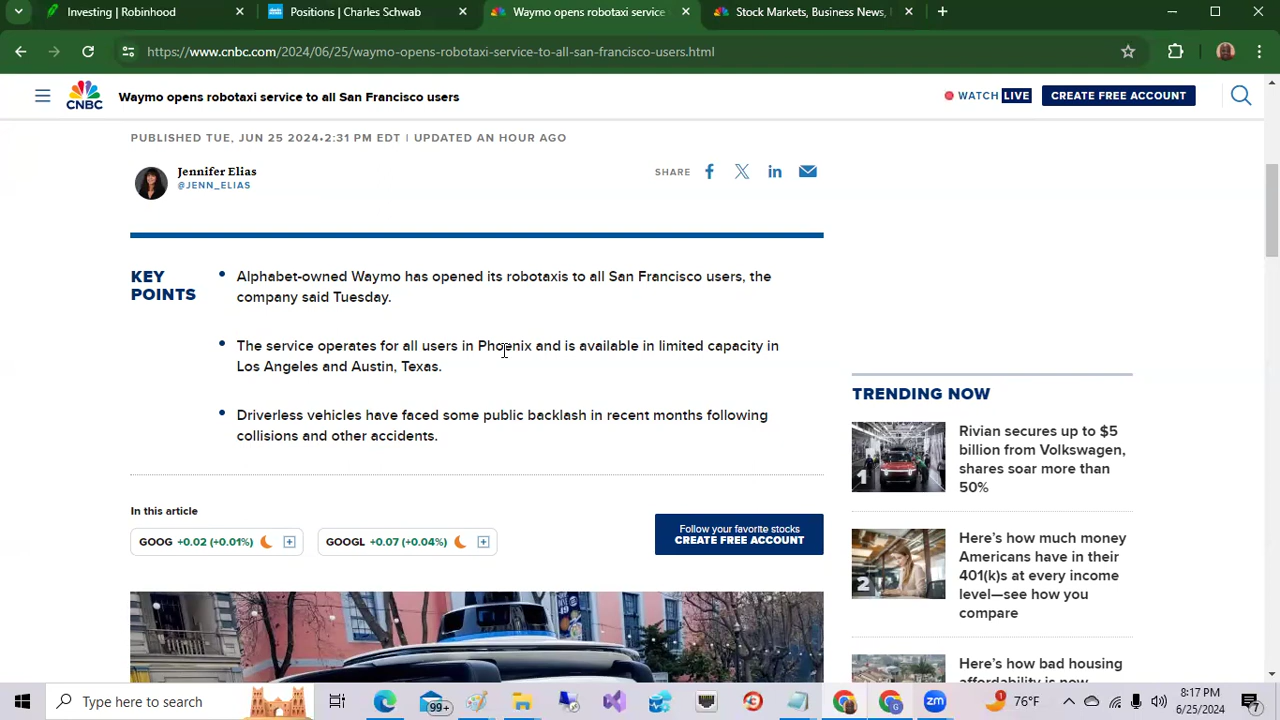 Investing
Positions | Charles Schwab
Waymo opens robotaxi service
Stock Markets, Business News,
https://www.cnbc.com/2024/06/25/waymo-opens-robotaxi-service-to-all-san-francisco-users.html
CNBC
Waymo opens robotaxi service to all San Francisco users
WATCH LIVE
CREATE FREE ACCOUNT
PUBLISHED TUE, JUN 25 2024•2:31 PM EDT | UPDATED AN HOUR AGO
Jennifer Elias
@JENN_ELIAS
SHARE
KEY
POINTS
Alphabet-owned Waymo has opened its robotaxis to all San Francisco users, the
company said Tuesday.
The service operates for all users in Phoenix and is available in limited capacity in
Los Angeles and Austin, Texas.
Driverless vehicles have faced some public backlash in recent months following
collisions and other accidents.
In this article
GOOG +0.02 (+0.01%)
GOOGL +0.07 (+0.04%)
Follow your favorite stocks
CREATE FREE ACCOUNT
TRENDING NOW
1
Rivian secures up to $5
billion from Volkswagen,
shares soar more than
50%
2
Here's how much money
Americans have in their
401(k)s at every income
level—see how you
compare
Here's how bad housing
affordability is now
Type here to search
99+
76°F
8:17 PM
6/25/2024
7